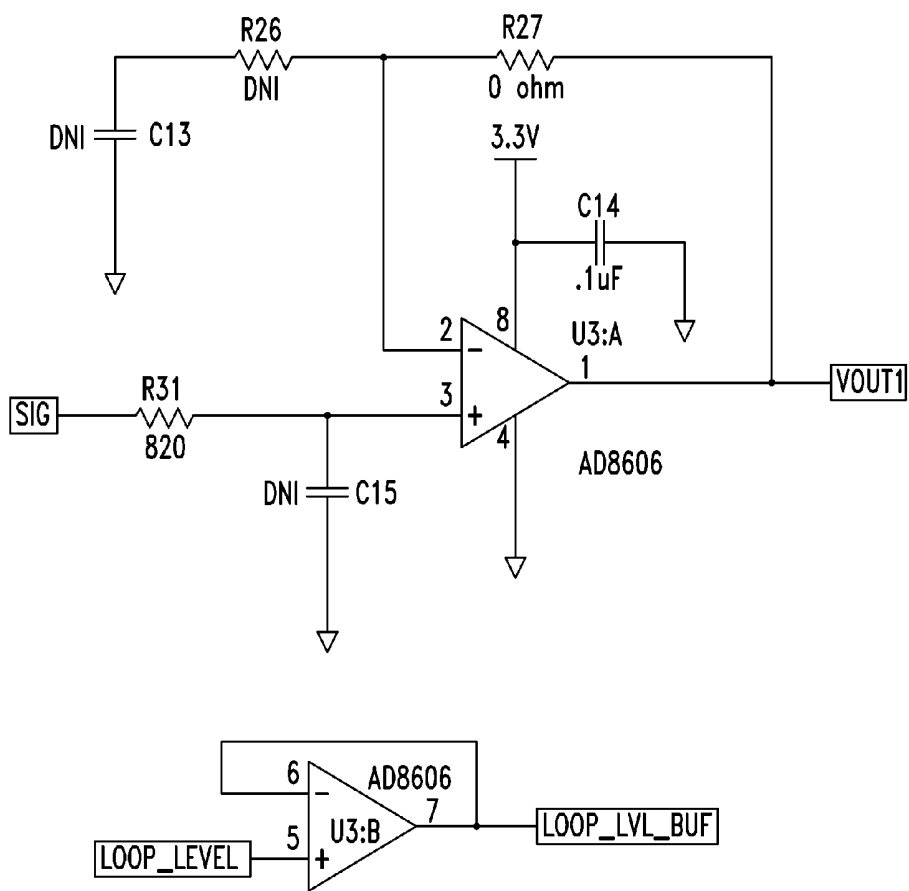 R26
DNI
R27
0 ohm
DNI
C13
3.3V
C14
.1uF
8
U3:A
2
-
1
VOUT1
SIG
R31
820
3
+
4
AD8606
DNI
C15
6
-
AD8606
7
U3:B
5
+
LOOP_LEVEL
LOOP_LVL_BUF